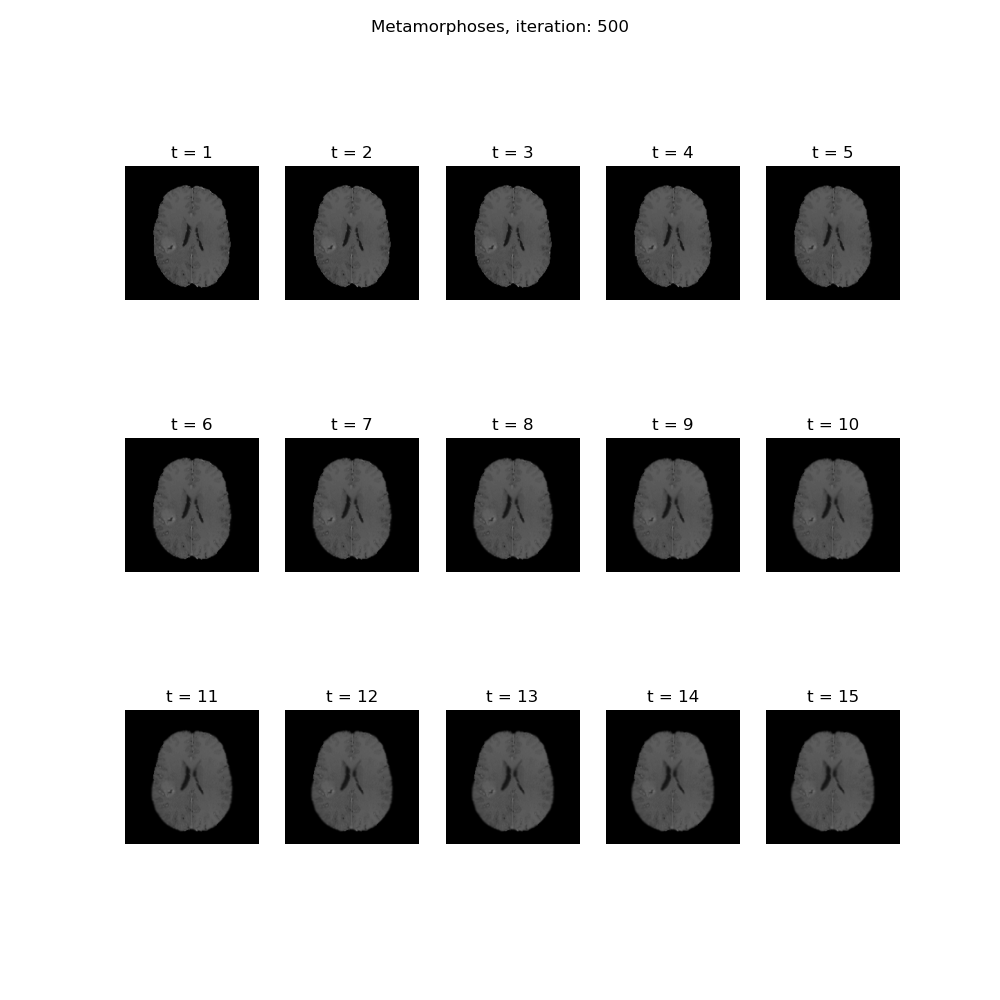 Metamorphoses, iteration: 500
t = 1
t = 2
t = 3
t = 4
t = 5
t = 6
t = 7
t = 8
t = 9
t = 10
t = 11
t = 12
t = 13
t = 14
t = 15